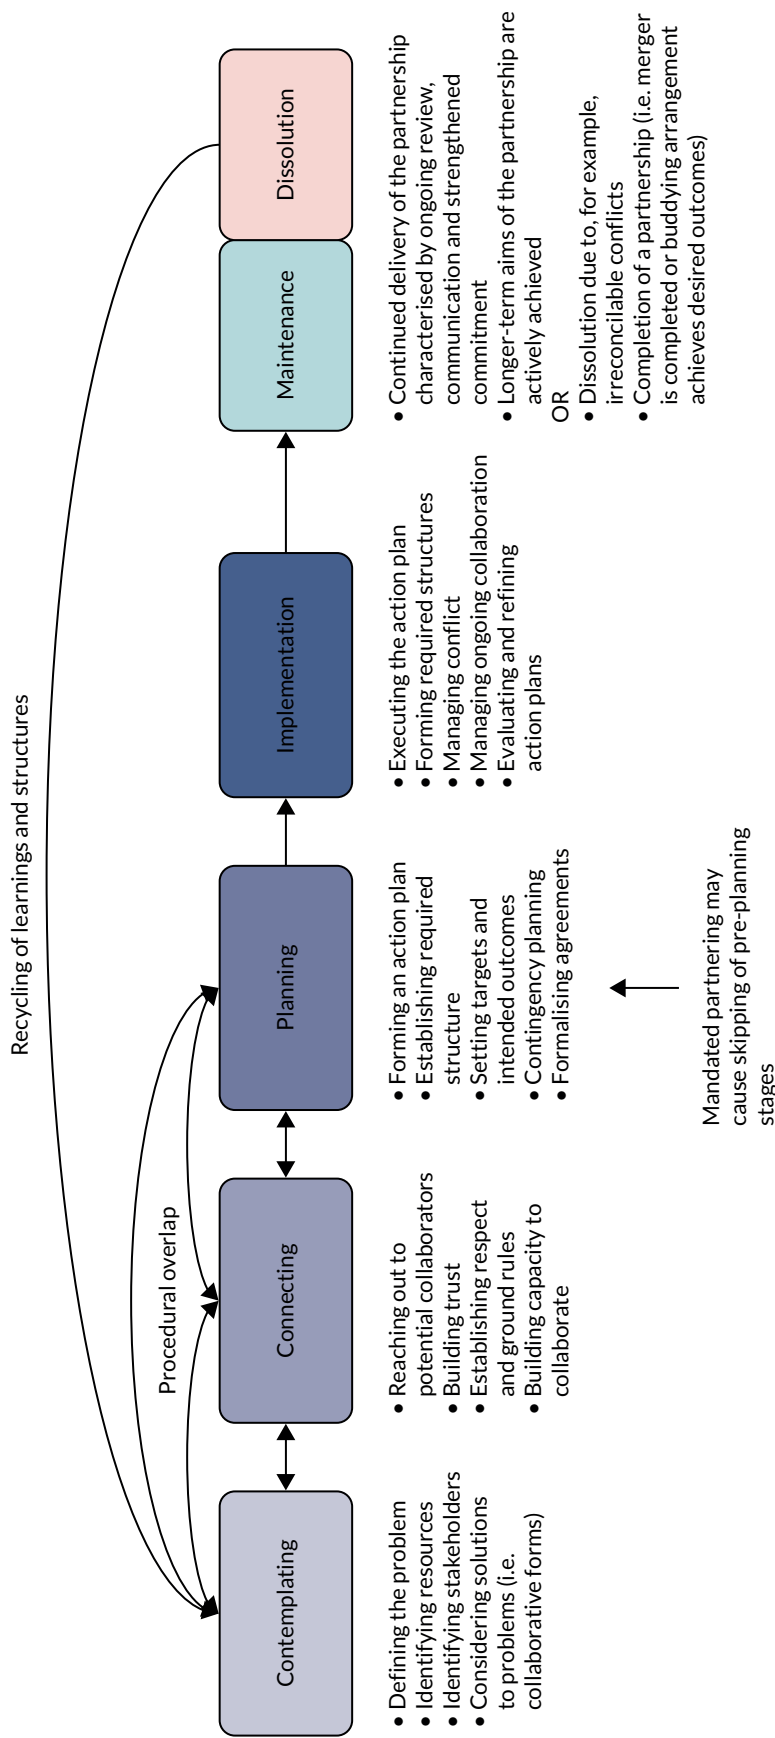 Recycling of learnings and structures
Procedural overlap
Contemplating
Connecting
Planning
Implementation
Maintenance
Dissolution
• Defining the problem
• Identifying resources
• Identifying stakeholders
• Considering solutions
to problems (i.e.
collaborative forms)
• Reaching out to
potential collaborators
• Building trust
• Establishing respect
and ground rules
• Building capacity to
collaborate
• Forming an action plan
• Establishing required
structure
• Setting targets and
intended outcomes
• Contingency planning
• Formalising agreements
• Executing the action plan
• Forming required structures
• Managing conflict
• Managing ongoing collaboration
• Evaluating and refining
action plans
• Continued delivery of the partnership
characterised by ongoing review,
communication and strengthened
commitment
• Longer-term aims of the partnership are
actively achieved
OR
• Dissolution due to, for example,
irreconcilable conflicts
• Completion of a partnership (i.e. merger
is completed or buddying arrangement
achieves desired outcomes)
Mandated partnering may
cause skipping of pre-planning
stages